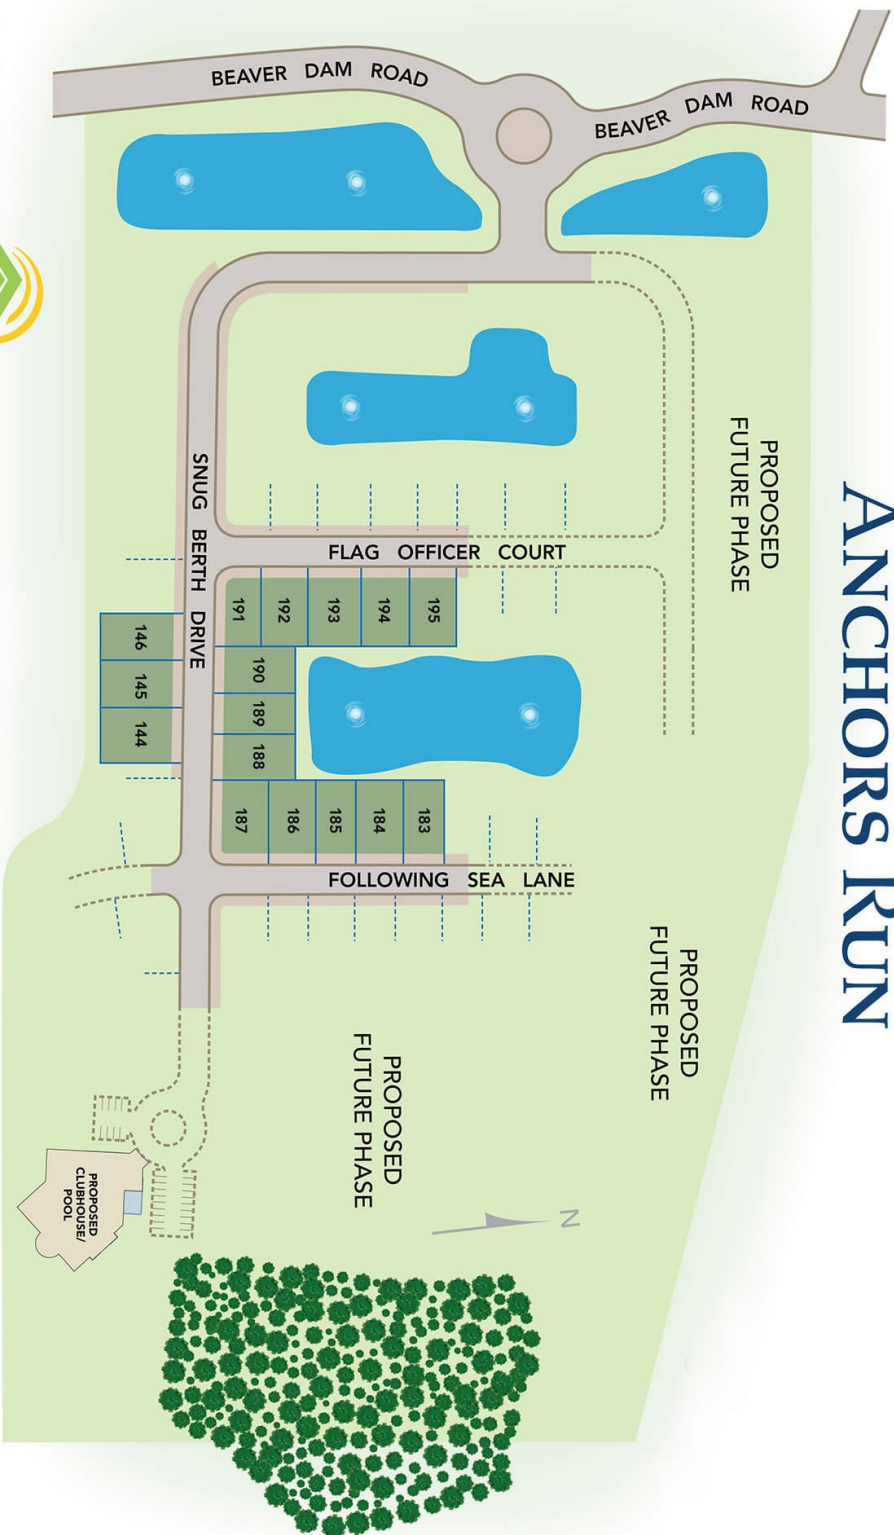 ANCHORS RUN
BEAVER DAM ROAD
BEAVER DAM ROAD
PROPOSED
FUTURE PHASE
SNUG BERTH DRIVE
FLAG OFFICER COURT
191
192
193
194
195
146
145
144
190
189
188
187
186
185
184
183
FOLLOWING SEA LANE
PROPOSED
FUTURE PHASE
PROPOSED
FUTURE PHASE
PROPOSED
CLUBHOUSE/
POOL
N